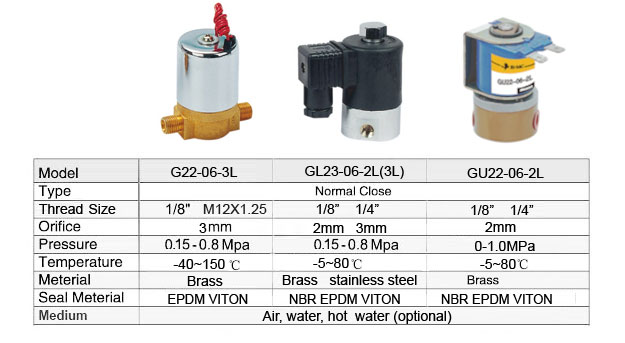 GU22-06-2L
Model G22-06-3L GL23-06-2L(3L) GU22-06-2L
Type Normal Close
Thread Size 1/8" M12X1.25 1/8" 1/4" 1/8" 1/4"
Orifice 3mm 2mm 3mm 2mm
Pressure 0.15-0.8 Mpa 0.15-0.8 Mpa 0-1.0MPa
Temperature -40~150℃ -5~80℃ -5~80℃
Meterial Brass Brass stainless steel Brass
Seal Meterial EPDM VITON NBR EPDM VITON NBR EPDM VITON
Medium Air, water, hot water (optional)